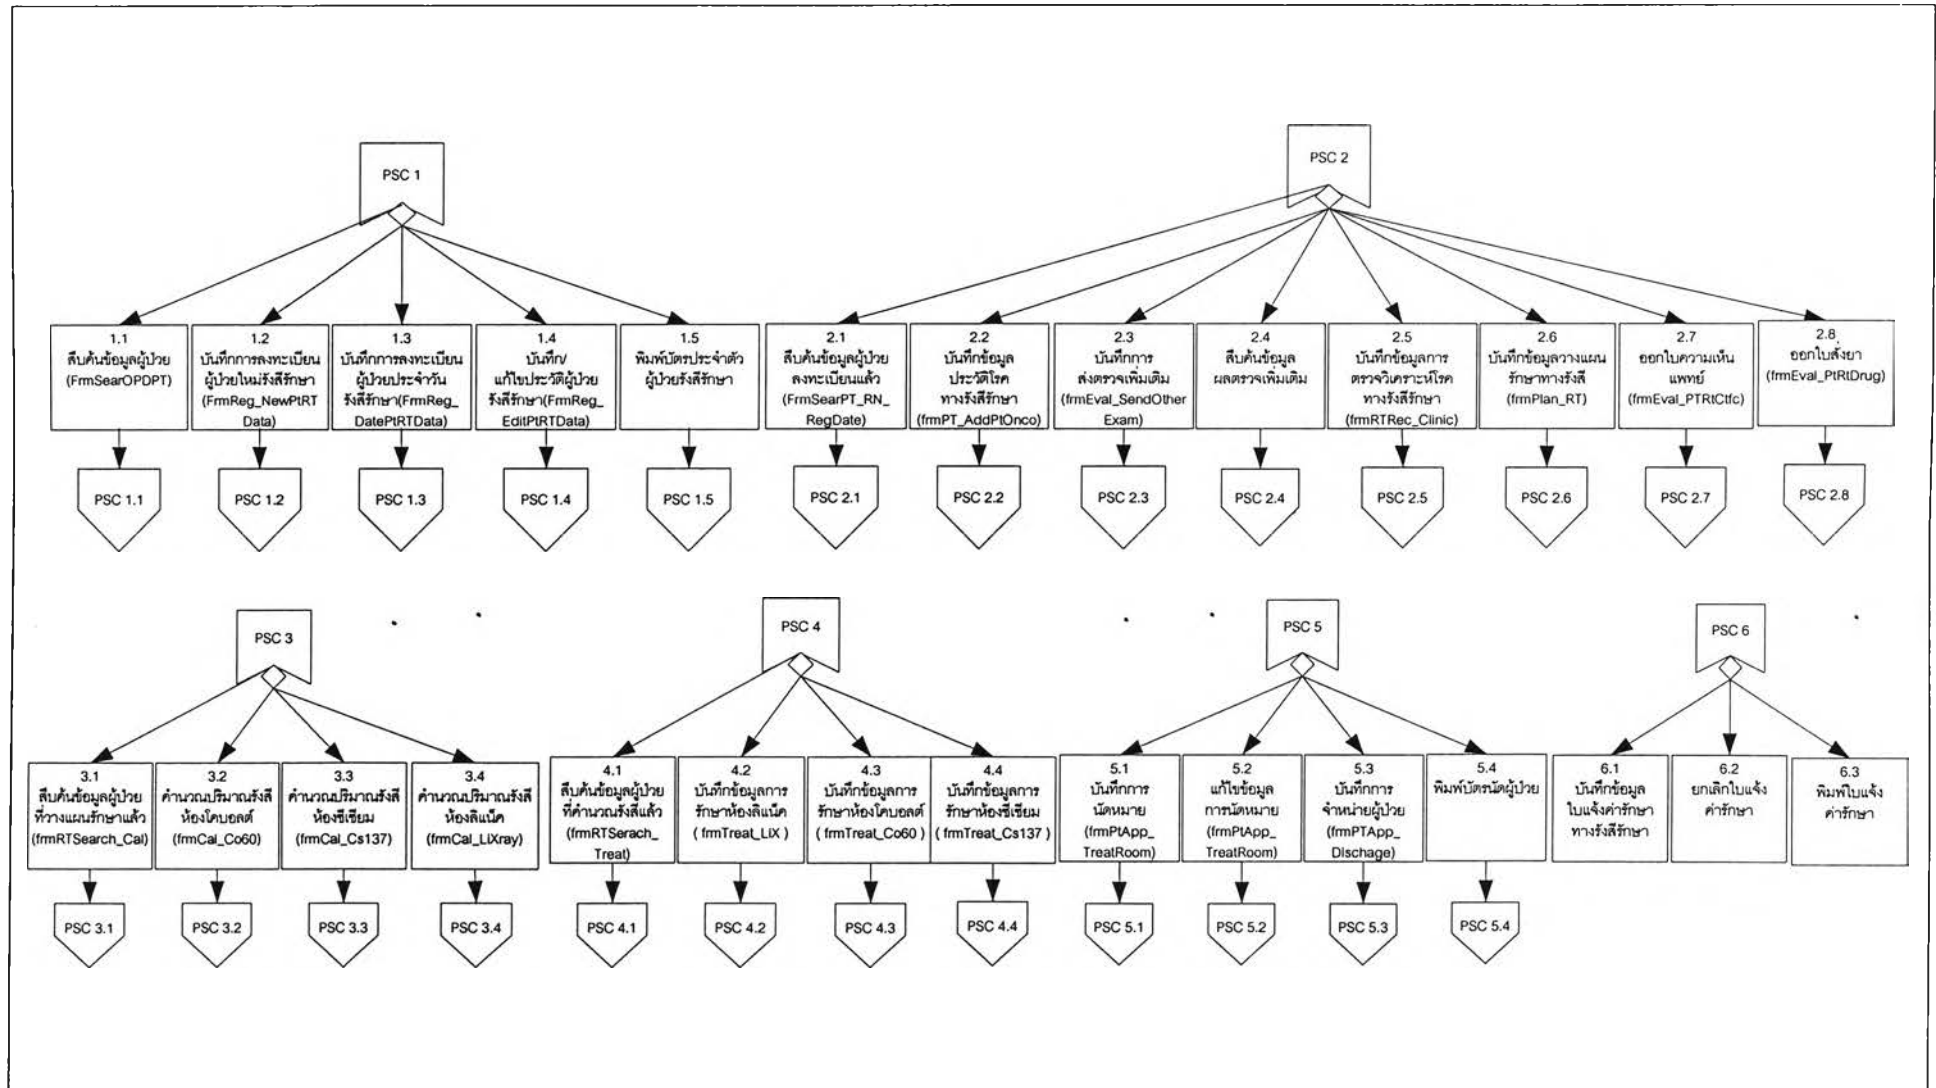 PSC 1
1.1
สืบค้นข้อมูลผู้ป่วย
(FrmSearOPDPT)
1.2
บันทึกการลงทะเบียน
ผู้ป่วยใหม่รังสีรักษา
(FrmReg_NewPtRT
Data)
1.3
บันทึกการลงทะเบียน
ผู้ป่วยประจำวัน
รังสีรักษา(FrmReg_
DatePtRTData)
1.4
บันทึก/
แก้ไขประวัติผู้ป่วย
รังสีรักษา(FrmReg_
EditPtRTData)
1.5
พิมพ์บัตรประจำตัว
ผู้ป่วยรังสีรักษา
PSC 1.1
PSC 1.2
PSC 1.3
PSC 1.4
PSC 1.5
PSC 2
2.1
สืบค้นข้อมูลผู้ป่วย
ลงทะเบียนแล้ว
(FrmSearPT_RN_
RegDate)
2.2
บันทึกข้อมูล
ประวัติโรค
ทางรังสีรักษา
(frmPT_AddPtOnco)
2.3
บันทึกการ
ส่งตรวจเพิ่มเติม
(frmEval_SendOther
Exam)
2.4
สืบค้นข้อมูล
ผลตรวจเพิ่มเติม
2.5
บันทึกข้อมูลการ
ตรวจวิเคราะห์โรค
ทางรังสีรักษา
(frmRTRec_Clinic)
2.6
บันทึกข้อมูลวางแผน
รักษาทางรังสี
(frmPlan_RT)
2.7
ออกใบความเห็น
แพทย์
(frmEval_PTRtCtfc)
2.8
ออกใบสั่งยา
(frmEval_PtRtDrug)
PSC 2.1
PSC 2.2
PSC 2.3
PSC 2.4
PSC 2.5
PSC 2.6
PSC 2.7
PSC 2.8
PSC 3
3.1
สืบค้นข้อมูลผู้ป่วย
ที่วางแผนรักษาแล้ว
(frmRTSearch_Cal)
3.2
คำนวณปริมาณรังสี
ห้องโคบอลต์
(frmCal_Co60)
3.3
คำนวณปริมาณรังสี
ห้องซีเซียม
(frmCal_Cs137)
3.4
คำนวณปริมาณรังสี
ห้องลิแน็ค
(frmCal_LiXray)
PSC 3.1
PSC 3.2
PSC 3.3
PSC 3.4
PSC 4
4.1
สืบค้นข้อมูลผู้ป่วย
ที่คำนวณรังสีแล้ว
(frmRTSerach_
Treat)
4.2
บันทึกข้อมูลการ
รักษาห้องลิแน็ค
( frmTreat_LiX )
4.3
บันทึกข้อมูลการ
รักษาห้องโคบอลต์
( frmTreat_Co60 )
4.4
บันทึกข้อมูลการ
รักษาห้องซีเซียม
( frmTreat_Cs137 )
PSC 4.1
PSC 4.2
PSC 4.3
PSC 4.4
PSC 5
5.1
บันทึกการ
นัดหมาย
(frmPtApp_
TreatRoom)
5.2
แก้ไขข้อมูล
การนัดหมาย
(frmPtApp_
TreatRoom)
5.3
บันทึกการ
จำหน่ายผู้ป่วย
(frmPTApp_
DIschage)
5.4
พิมพ์บัตรนัดผู้ป่วย
PSC 5.1
PSC 5.2
PSC 5.3
PSC 5.4
PSC 6
6.1
บันทึกข้อมูล
ใบแจ้งค่ารักษา
ทางรังสีรักษา
6.2
ยกเลิกใบแจ้ง
ค่ารักษา
6.3
พิมพ์ใบแจ้ง
ค่ารักษา